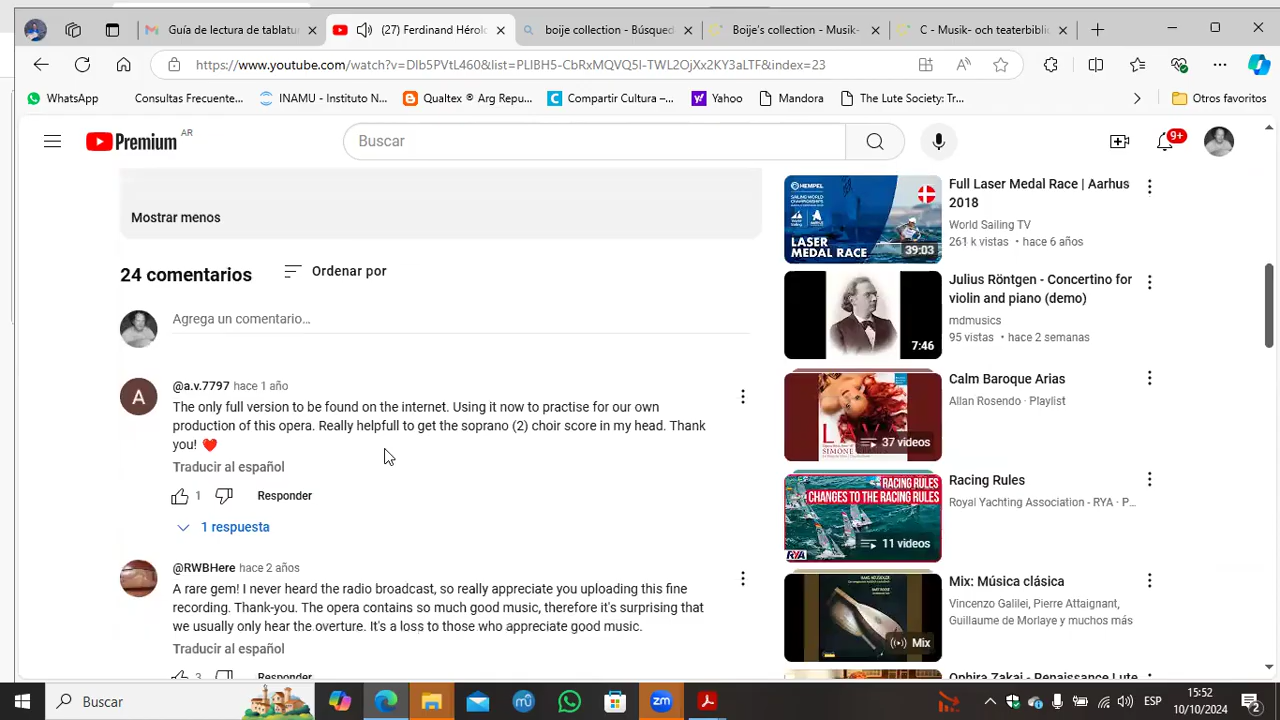 Guía de lectura de tablatu
(27) Ferdinand Hérol
boije collection - Búsqued
Boije's collection - Musik-
C - Musik- och teaterbiblio
https://www.youtube.com/watch?v=DIb5PVtL460&list=PLIBH5-CbRxMQVQ5I-TWL2OjXx2KY3aLTF&index=23
WhatsApp
Consultas Frecuente...
INAMU - Instituto N...
Qualtex ® Arg Repu...
Compartir Cultura –...
Yahoo
Mandora
The Lute Society: Tr...
Otros favoritos
Premium AR
Buscar
9+
Mostrar menos
24 comentarios
Ordenar por
Agrega un comentario...
A
@a.v.7797 hace 1 año
The only full version to be found on the internet. Using it now to practise for our own
production of this opera. Really helpfull to get the soprano (2) choir score in my head. Thank
you! ❤️
Traducir al español
1
Responder
1 respuesta
@RWBHere hace 2 años
A rare gem! I never heard the radio broadcast, so really appreciate you uploading this fine
recording. Thank-you. The opera contains so much good music, therefore it's surprising that
we usually only hear the overture. It's a loss to those who appreciate good music.
Traducir al español
Responder
HEMPEL
LASER
MEDAL RACE
39:03
Full Laser Medal Race | Aarhus
2018
World Sailing TV
261 k vistas • hace 6 años
7:46
Julius Röntgen - Concertino for
violin and piano (demo)
mdmusics
95 vistas • hace 2 semanas
37 videos
Calm Baroque Arias
Allan Rosendo · Playlist
RACING RULES
CHANGES TO THE RACING RULES
RYA
11 videos
Racing Rules
Royal Yachting Association - RYA · P...
Mix
Mix: Música clásica
Vincenzo Galilei, Pierre Attaignant,
Guillaume de Morlaye y muchos más
Ophira Zakai - Renaissance Lute
Buscar
zm
ESP
15:52
10/10/2024
2